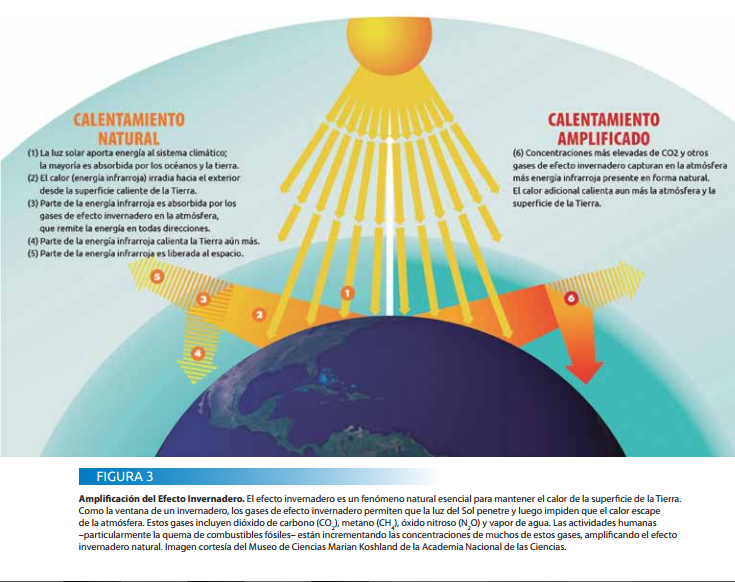 CALENTAMIENTO
NATURAL
(1) La luz solar aporta energía al sistema climático;
la mayoría es absorbida por los océanos y la tierra.
(2) El calor (energía infrarroja) irradia hacia el exterior
desde la superficie caliente de la Tierra.
(3) Parte de la energía infrarroja es absorbida por los
gases de efecto invernadero en la atmósfera,
que remite la energía en todas direcciones.
(4) Parte de la energía infrarroja calienta la Tierra aún más.
(5) Parte de la energía infrarroja es liberada al espacio.
CALENTAMIENTO
AMPLIFICADO
(6) Concentraciones más elevadas de CO2 y otros
gases de efecto invernadero capturan en la atmósfera
más energía infrarroja presente en forma natural.
El calor adicional calienta aun más la atmósfera y la
superficie de la Tierra.
5
3
2
1
4
6
FIGURA 3
Amplificación del Efecto Invernadero. El efecto invernadero es un fenómeno natural esencial para mantener el calor de la superficie de la Tierra.
Como la ventana de un invernadero, los gases de efecto invernadero permiten que la luz del Sol penetre y luego impiden que el calor escape
de la atmósfera. Estos gases incluyen dióxido de carbono (CO₂), metano (CH₄), óxido nitroso (N₂O) y vapor de agua. Las actividades humanas
–particularmente la quema de combustibles fósiles– están incrementando las concentraciones de muchos de estos gases, amplificando el efecto
invernadero natural. Imagen cortesía del Museo de Ciencias Marian Koshland de la Academia Nacional de las Ciencias.